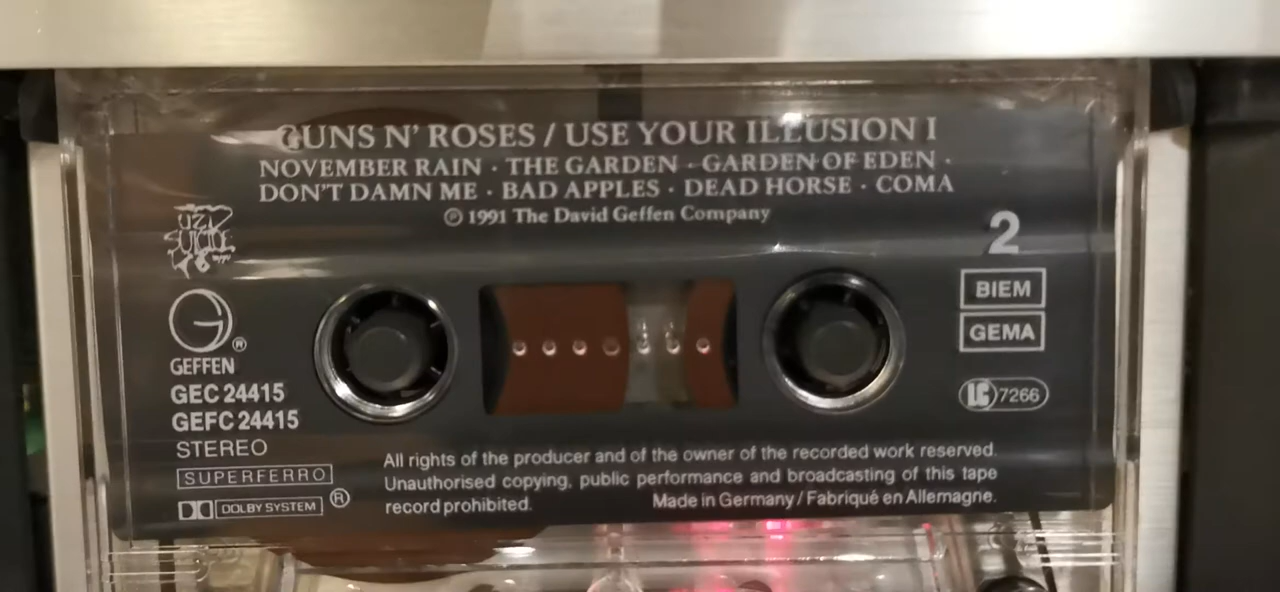 GUNS N' ROSES / USE YOUR ILLUSION I
NOVEMBER RAIN · THE GARDEN · GARDEN OF EDEN ·
DON'T DAMN ME · BAD APPLES · DEAD HORSE · COMA
℗ 1991 The David Geffen Company
UZI
SUICIDE
2
BIEM
GEMA
G®
GEFFEN
GEC 24415
GEFC 24415
LC 7266
STEREO
SUPERFERRO
DOLBY SYSTEM ®
All rights of the producer and of the owner of the recorded work reserved.
Unauthorised copying, public performance and broadcasting of this tape
record prohibited. Made in Germany / Fabriqué en Allemagne.